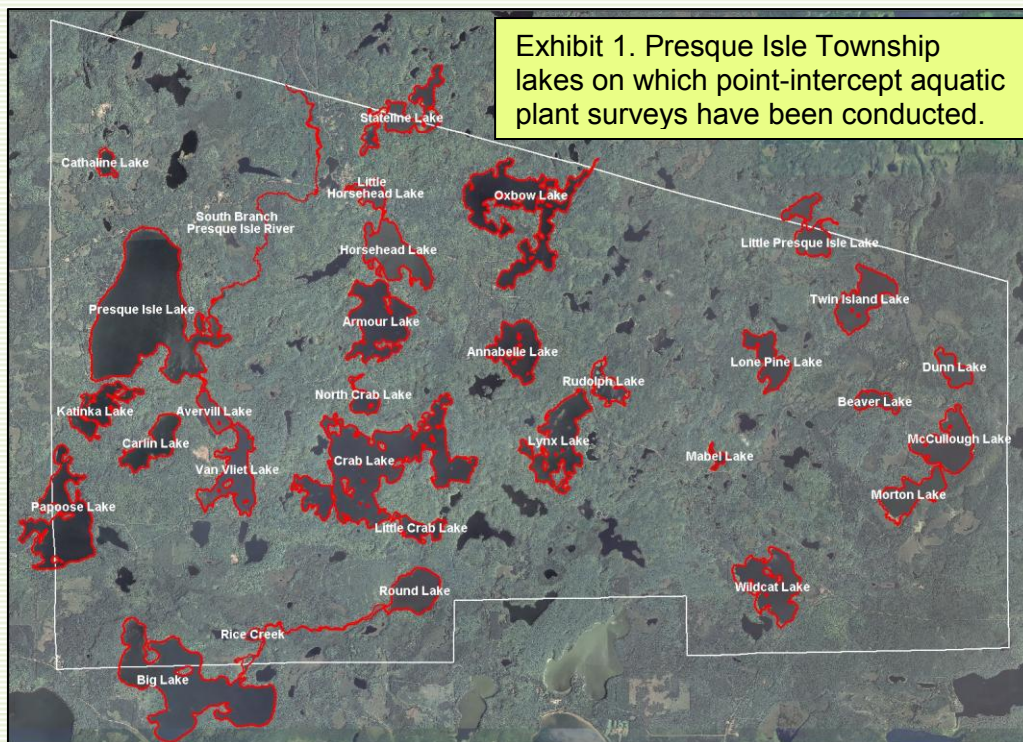 Exhibit 1. Presque Isle Township
lakes on which point-intercept aquatic
plant surveys have been conducted.
Stateline Lake
Cathaline Lake
Little
Horsehead Lake
Oxbow Lake
South Branch
Presque Isle River
Little Presque Isle Lake
Horsehead Lake
Twin Island Lake
Presque Isle Lake
Armour Lake
Annabelle Lake
Lone Pine Lake
Dunn Lake
Rudolph Lake
North Crab Lake
Beaver Lake
Katinka Lake
Avervill Lake
Carlin Lake
McCullough Lake
Lynx Lake
Mabel Lake
Crab Lake
Van Vliet Lake
Morton Lake
Papoose Lake
Little Crab Lake
Wildcat Lake
Round Lake
Rice Creek
Big Lake